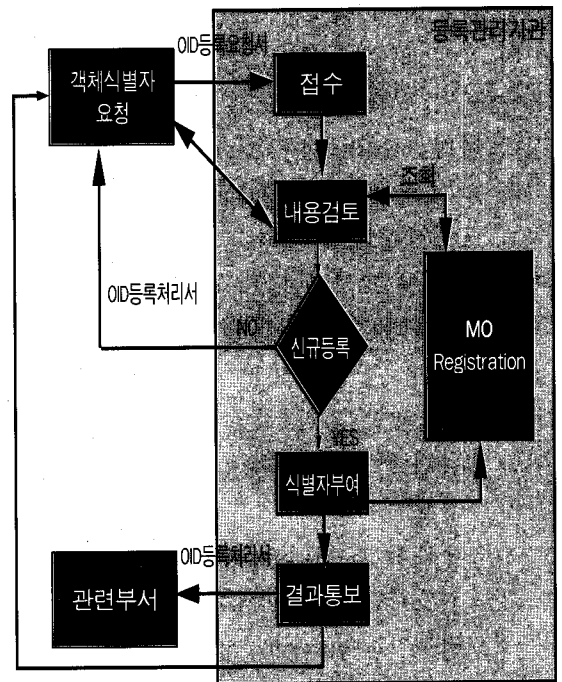 등록관리기관
OID등록요청서
객체식별자
요청
접수
조회
내용검토
OID등록처리서
NO
신규등록
MO
Registration
YES
식별자부여
OID등록처리서
관련부서
결과통보